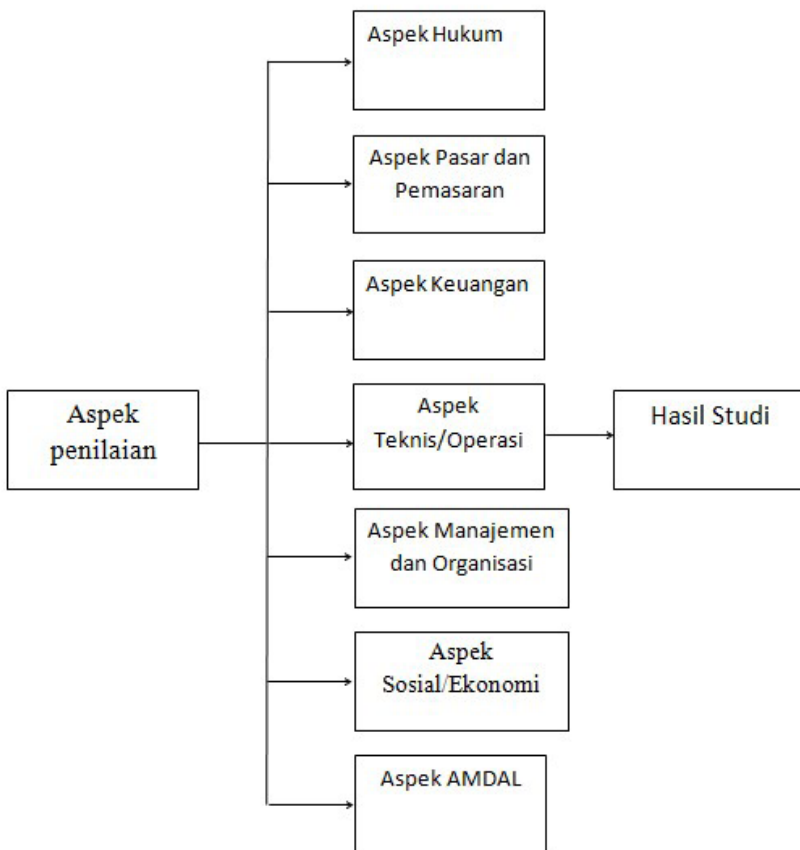 Aspek Hukum
Aspek Pasar dan
Pemasaran
Aspek Keuangan
Aspek
penilaian
Aspek
Teknis/Operasi
Hasil Studi
Aspek Manajemen
dan Organisasi
Aspek
Sosial/Ekonomi
Aspek AMDAL